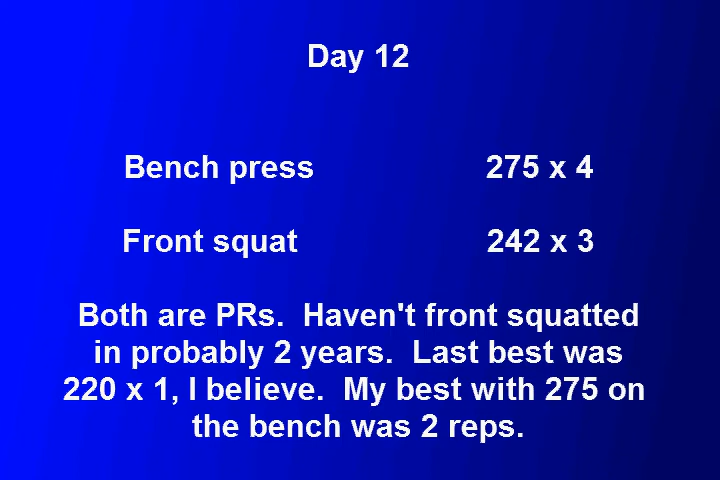 Day 12
Bench press 275 x 4
Front squat 242 x 3
Both are PRs. Haven't front squatted
in probably 2 years. Last best was
220 x 1, I believe. My best with 275 on
the bench was 2 reps.